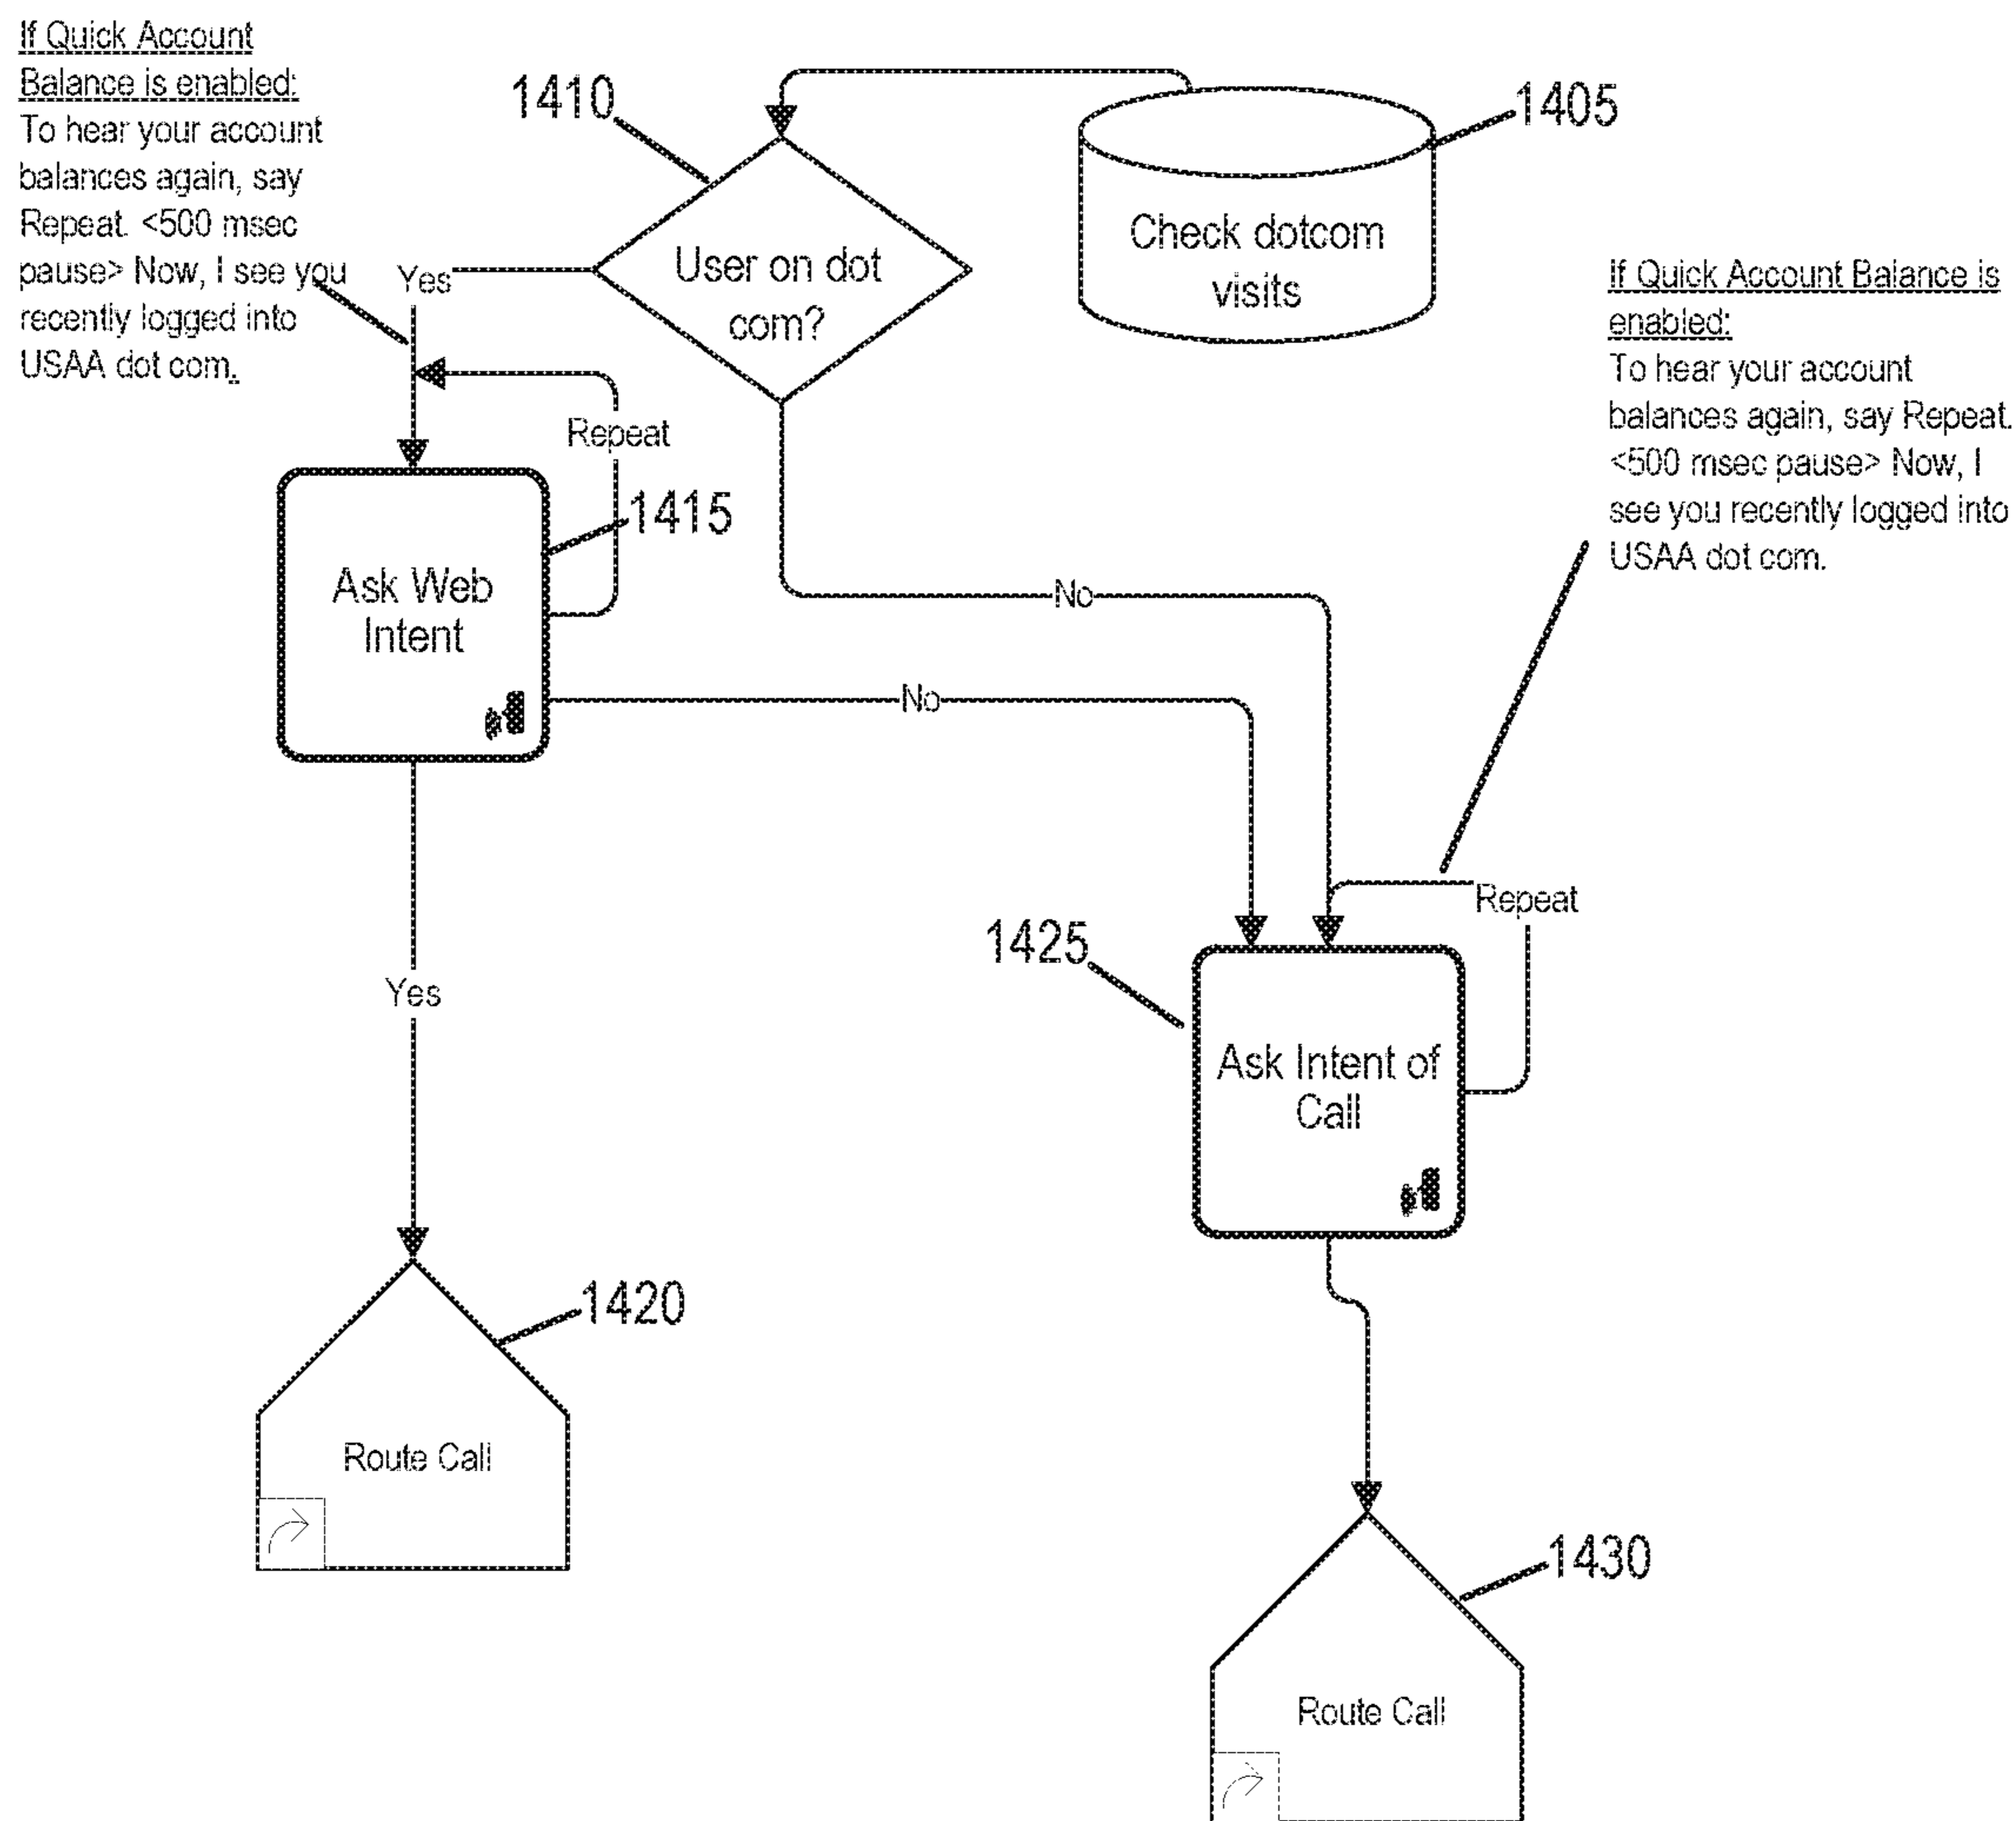 If Quick Account
Balance is enabled:
To hear your account
balances again, say
Repeat. <500 msec
pause> Now, I see you
recently logged into
USAA dot com.
1410
1405
Check dotcom
visits
User on dot
com?
Yes
If Quick Account Balance is
enabled:
To hear your account
balances again, say Repeat.
<500 msec pause> Now, I
see you recently logged into
USAA dot com.
Repeat
1415
Ask Web
Intent
No
No
Repeat
1425
Yes
Ask Intent of
Call
1420
Route Call
1430
Route Call